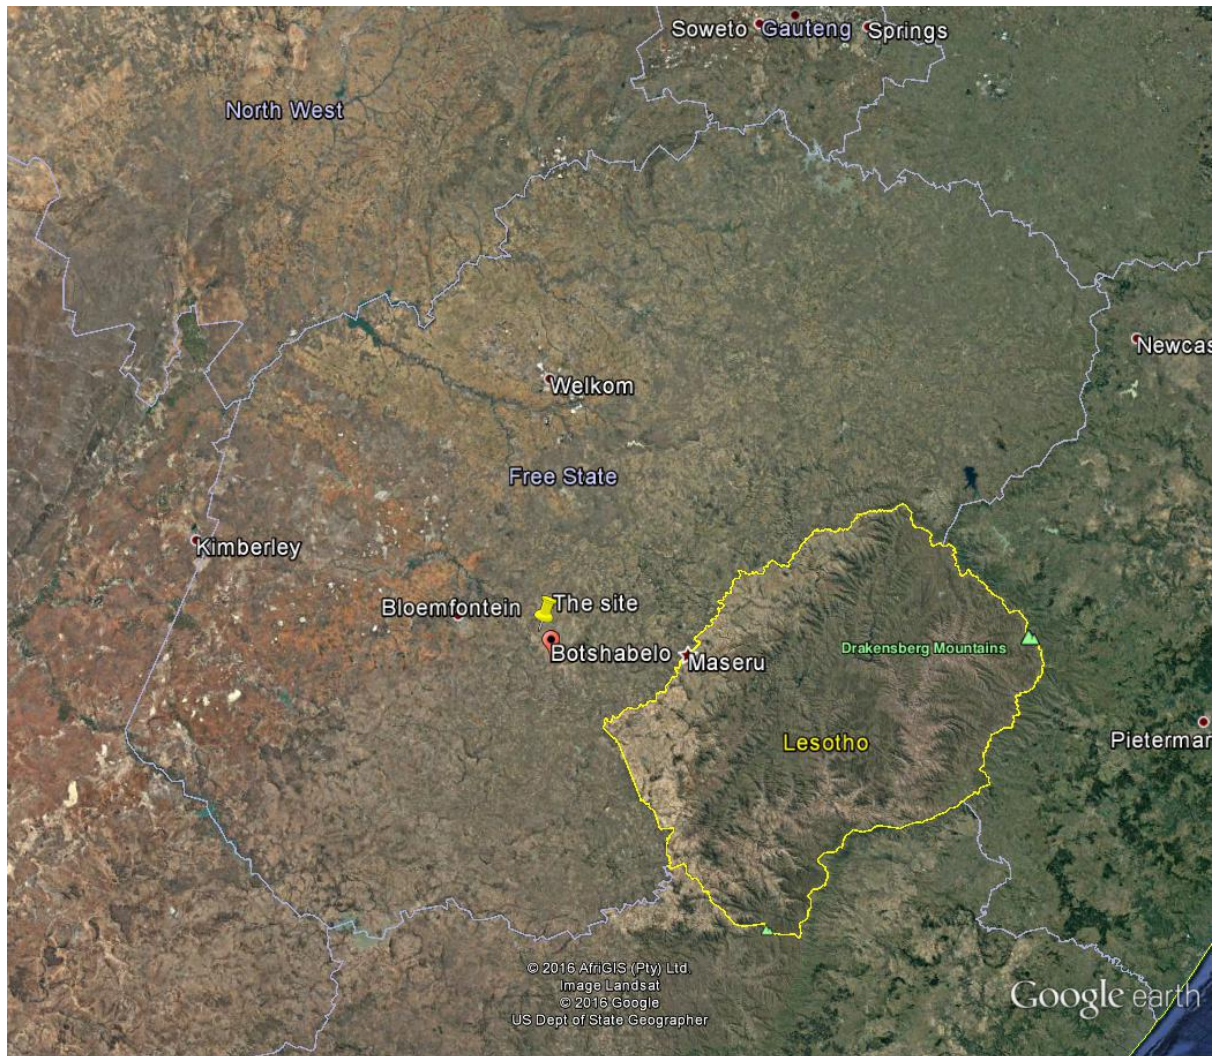 Soweto
Gauteng
Springs
North West
Newcas
Welkom
Free State
Kimberley
Bloemfontein
The site
Botshabelo
Maseru
Drakensberg Mountains
Lesotho
Pietermar
© 2016 AfriGIS (Pty) Ltd.
Image Landsat
© 2016 Google
US Dept of State Geographer
Google earth